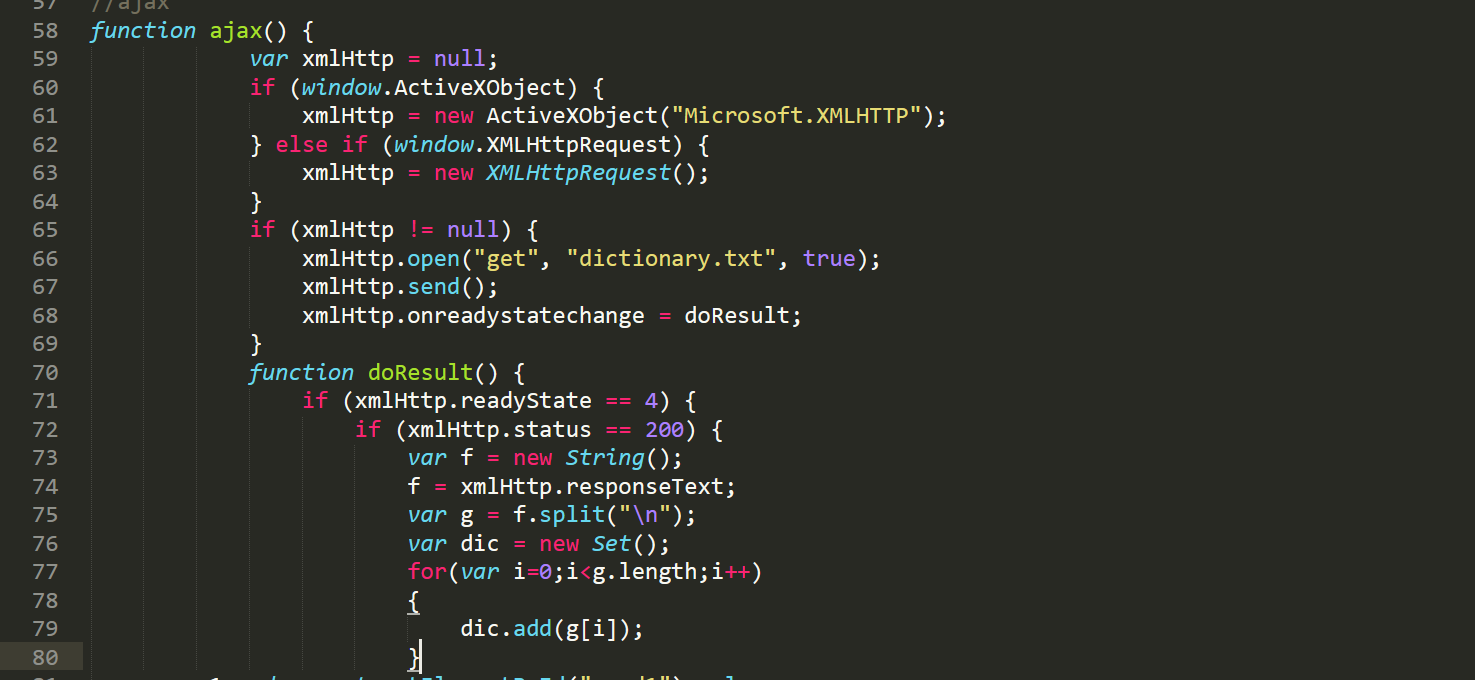 57 //ajax
58 function ajax() {
59 var xmlHttp = null;
60 if (window.ActiveXObject) {
61 xmlHttp = new ActiveXObject("Microsoft.XMLHTTP");
62 } else if (window.XMLHttpRequest) {
63 xmlHttp = new XMLHttpRequest();
64 }
65 if (xmlHttp != null) {
66 xmlHttp.open("get", "dictionary.txt", true);
67 xmlHttp.send();
68 xmlHttp.onreadystatechange = doResult;
69 }
70 function doResult() {
71 if (xmlHttp.readyState == 4) {
72 if (xmlHttp.status == 200) {
73 var f = new String();
74 f = xmlHttp.responseText;
75 var g = f.split("\n");
76 var dic = new Set();
77 for(var i=0;i<g.length;i++)
78 {
79 dic.add(g[i]);
80 }